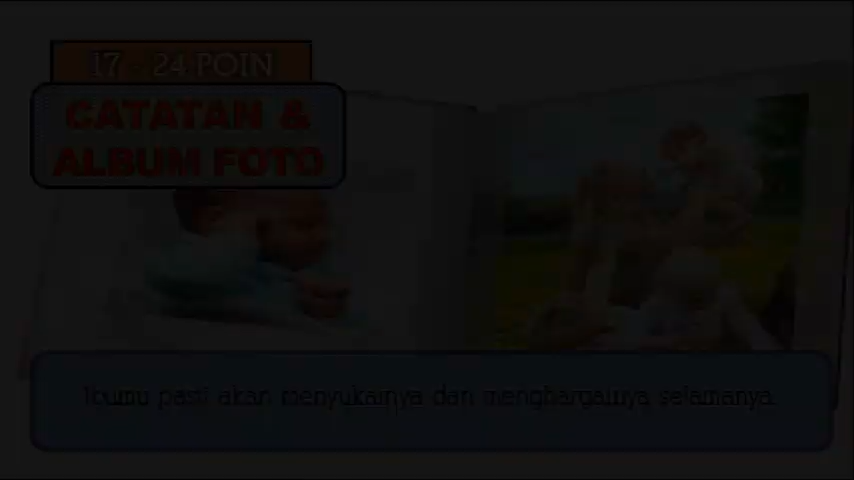 17 - 24 POIN
CATATAN &
ALBUM FOTO
Ibumu pasti akan menyukainya dan menghargainya selamanya.